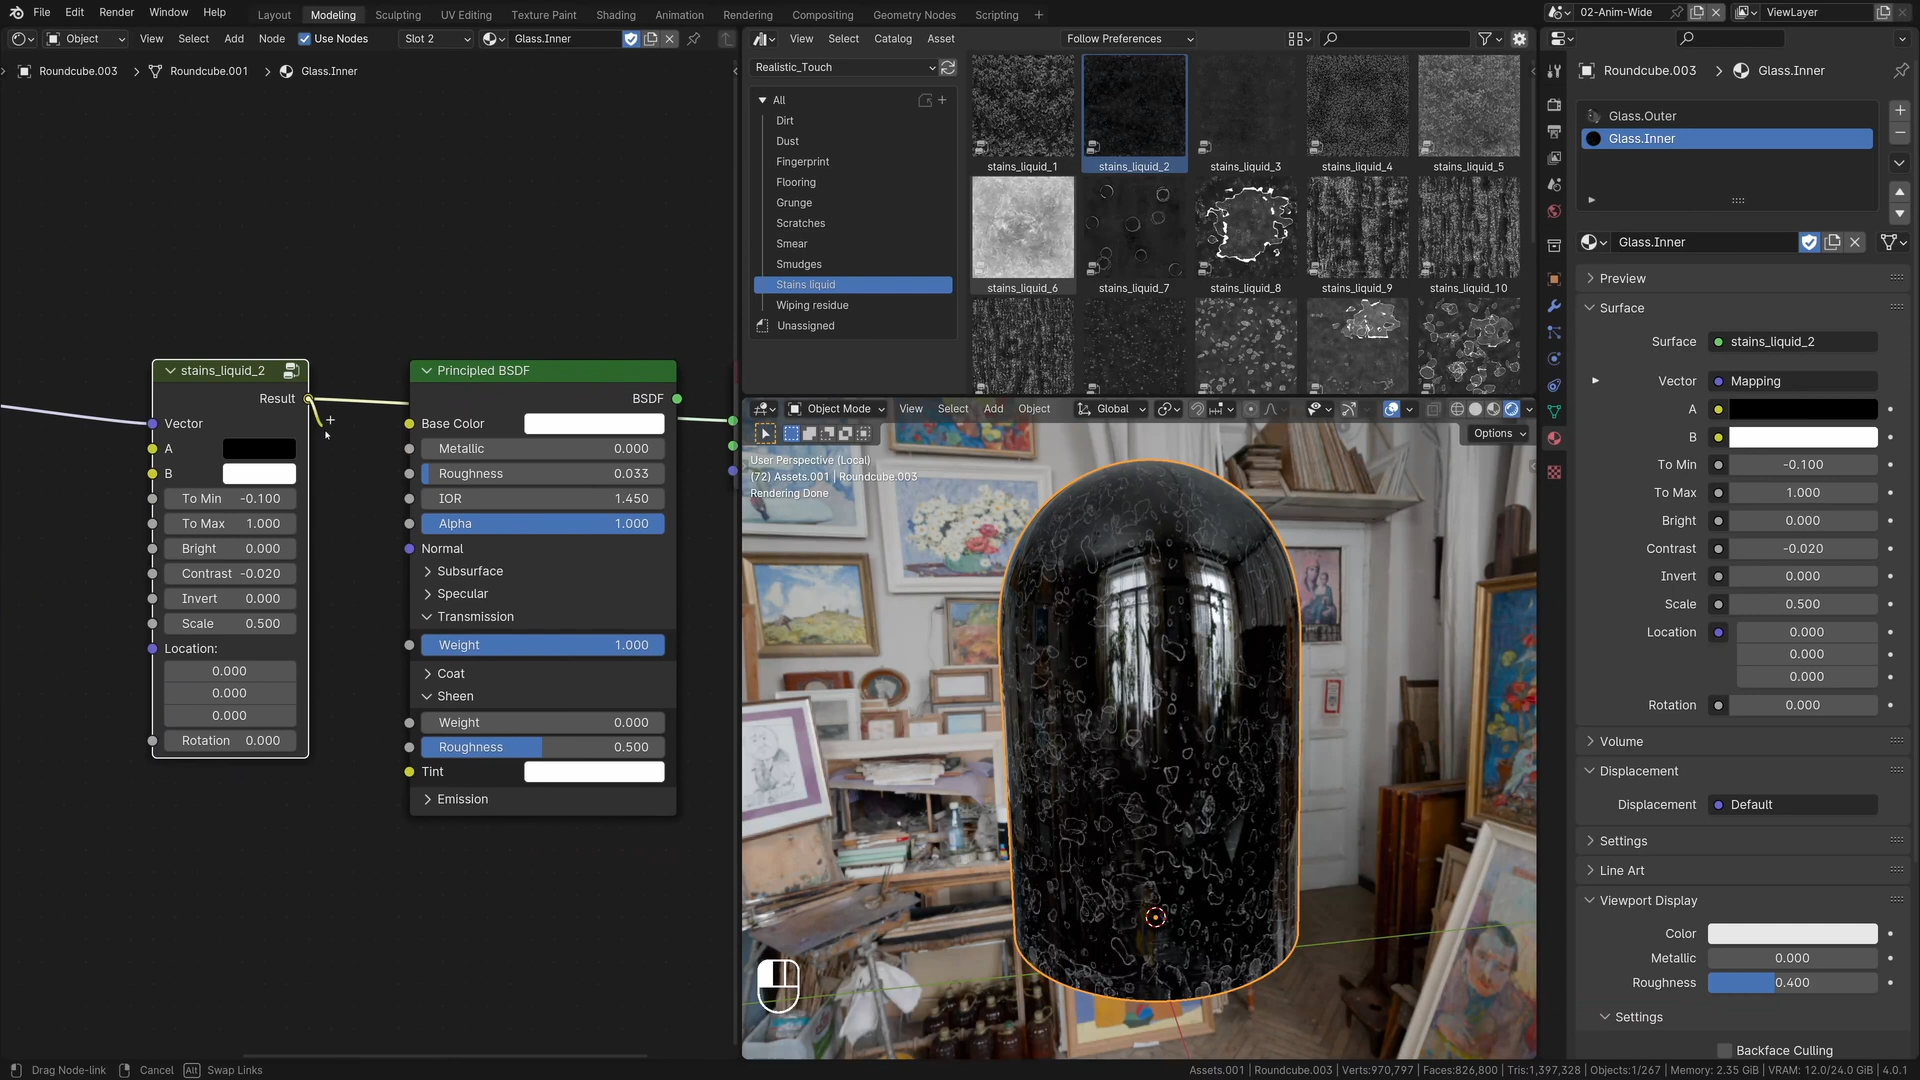 File Edit Render Window Help Layout Modeling Sculpting UV Editing Texture Paint Shading Animation Rendering Compositing Geometry Nodes Scripting + 02-Anim-Wide ViewLayer
Object View Select Add Node Use Nodes Slot 2 Glass.Inner
Roundcube.003 > Roundcube.001 > Glass.Inner
stains_liquid_2
Result
Vector
A
B
To Min -0.100
To Max 1.000
Bright 0.000
Contrast -0.020
Invert 0.000
Scale 0.500
Location:
0.000
0.000
0.000
Rotation 0.000
Principled BSDF
BSDF
Base Color
Metallic 0.000
Roughness 0.033
IOR 1.450
Alpha 1.000
Normal
Subsurface
Specular
Transmission
Weight 1.000
Coat
Sheen
Weight 0.000
Roughness 0.500
Tint
Emission
View Select Catalog Asset Follow Preferences
Realistic_Touch
All
Dirt
Dust
Fingerprint
Flooring
Grunge
Scratches
Smear
Smudges
Stains liquid
Wiping residue
Unassigned
stains_liquid_1 stains_liquid_2 stains_liquid_3 stains_liquid_4 stains_liquid_5
stains_liquid_6 stains_liquid_7 stains_liquid_8 stains_liquid_9 stains_liquid_10
Object Mode View Select Add Object Global
Options
User Perspective (Local)
(72) Assets.001 | Roundcube.003
Rendering Done
Roundcube.003 > Glass.Inner
Glass.Outer
Glass.Inner
Glass.Inner
Preview
Surface
Surface stains_liquid_2
Vector Mapping
A
B
To Min -0.100
To Max 1.000
Bright 0.000
Contrast -0.020
Invert 0.000
Scale 0.500
Location 0.000
0.000
0.000
Rotation 0.000
Volume
Displacement
Displacement Default
Settings
Line Art
Viewport Display
Color
Metallic 0.000
Roughness 0.400
Settings
Backface Culling
Drag Node-link Cancel Alt Swap Links
Assets.001 | Roundcube.003 | Verts:970,797 | Faces:826,800 | Tris:1,397,328 | Objects:1/267 | Memory: 2.35 GiB | VRAM: 12.0/24.0 GiB | 4.0.1